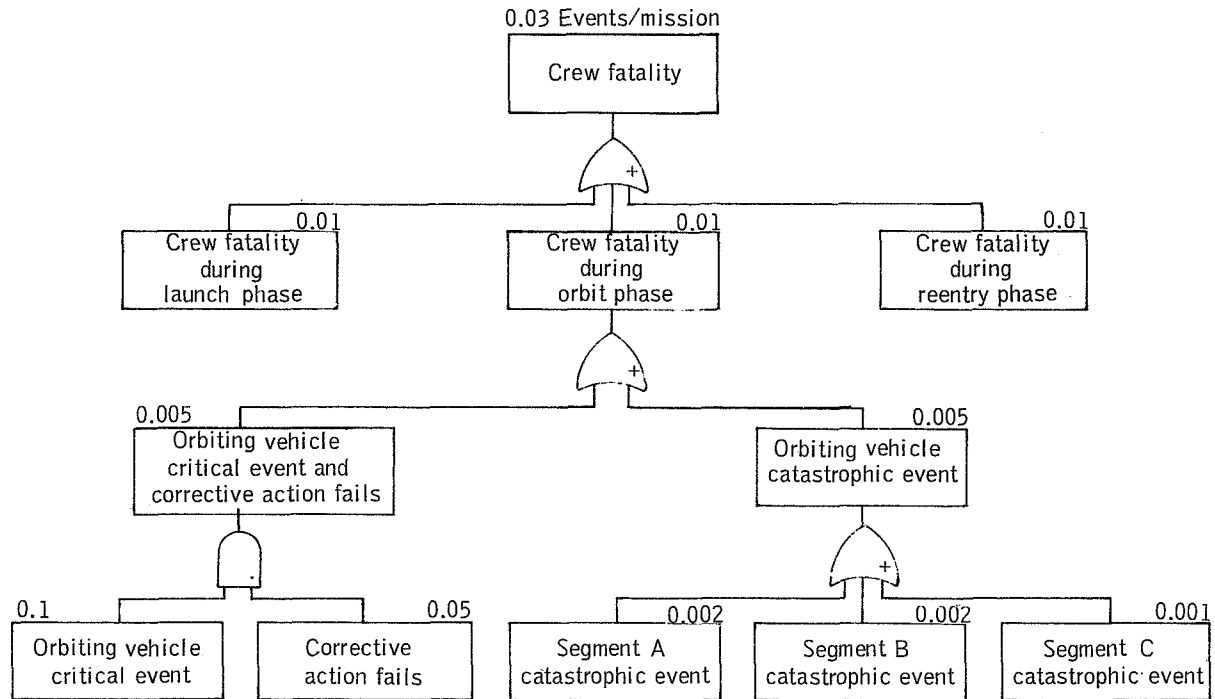 0.03 Events/mission
Crew fatality
+
0.01
Crew fatality
during
launch phase
0.01
Crew fatality
during
orbit phase
0.01
Crew fatality
during
reentry phase
+
0.005
Orbiting vehicle
critical event and
corrective action fails
0.005
Orbiting vehicle
catastrophic event
.
+
0.1
Orbiting vehicle
critical event
0.05
Corrective
action fails
0.002
Segment A
catastrophic event
0.002
Segment B
catastrophic event
0.001
Segment C
catastrophic event